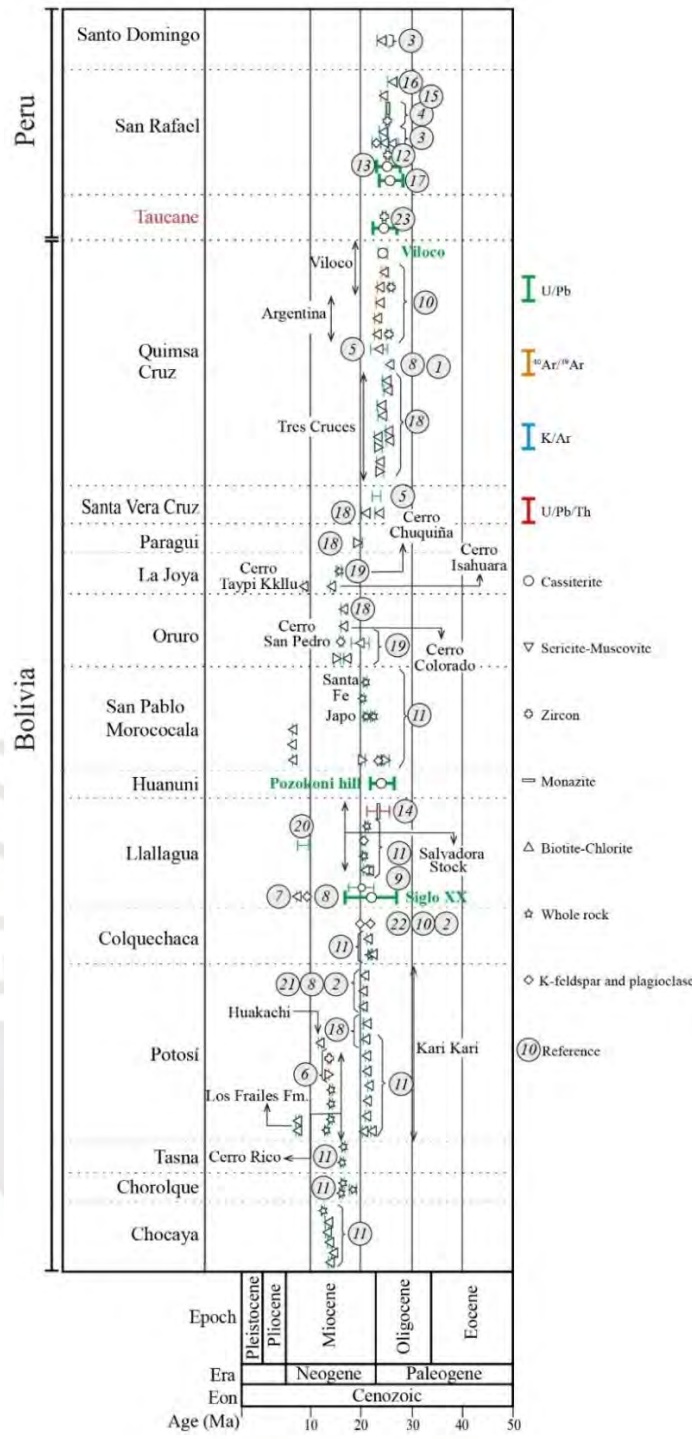 Peru
Santo Domingo
3
San Rafael
16
15
4
3
12
13
17
Taucane
23
Bolivia
Quimsa
Cruz
Viloco
Viloco
Argentina
10
5
8 1
Tres Cruces
18
Santa Vera Cruz
5
18
Paragui
18
Cerro
Chuquiña
La Joya
Cerro
Taypi Kkllu
19
Cerro
Isahuara
Oruro
18
Cerro
San Pedro
19
Cerro
Colorado
San Pablo
Morococala
Santa
Fe
Japo
11
Huanuni
Pozokoni hill
Llallagua
14
20
11
Salvadora
Stock
9
7 8
Siglo XX
Colquechaca
22 10 2
11
Potosí
21 8 2
Huakachi
18
Kari Kari
6
11
Los Frailes Fm.
Tasna
Cerro Rico
11
Chorolque
11
Chocaya
11
U/Pb
⁴⁰Ar/³⁹Ar
K/Ar
U/Pb/Th
Cassiterite
Sericite-Muscovite
Zircon
Monazite
Biotite-Chlorite
Whole rock
K-feldspar and plagioclase
10 Reference
Epoch
Pleistocene
Pliocene
Miocene
Oligocene
Eocene
Era
Neogene
Paleogene
Eon
Cenozoic
Age (Ma)
10 20 30 40 50